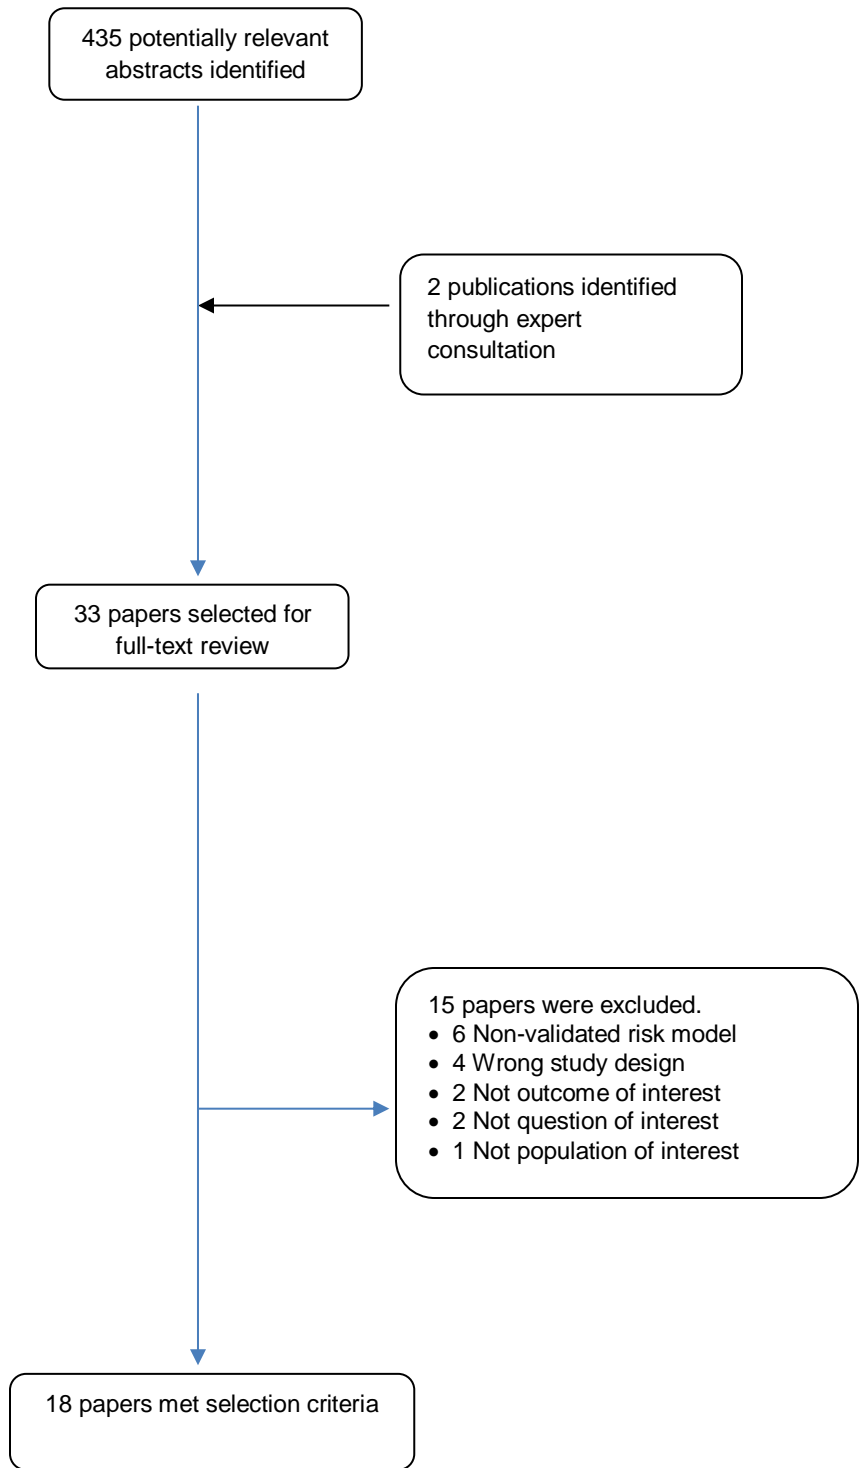 435 potentially relevant
abstracts identified
2 publications identified
through expert
consultation
33 papers selected for
full-text review
15 papers were excluded.
• 6 Non-validated risk model
• 4 Wrong study design
• 2 Not outcome of interest
• 2 Not question of interest
• 1 Not population of interest
18 papers met selection criteria